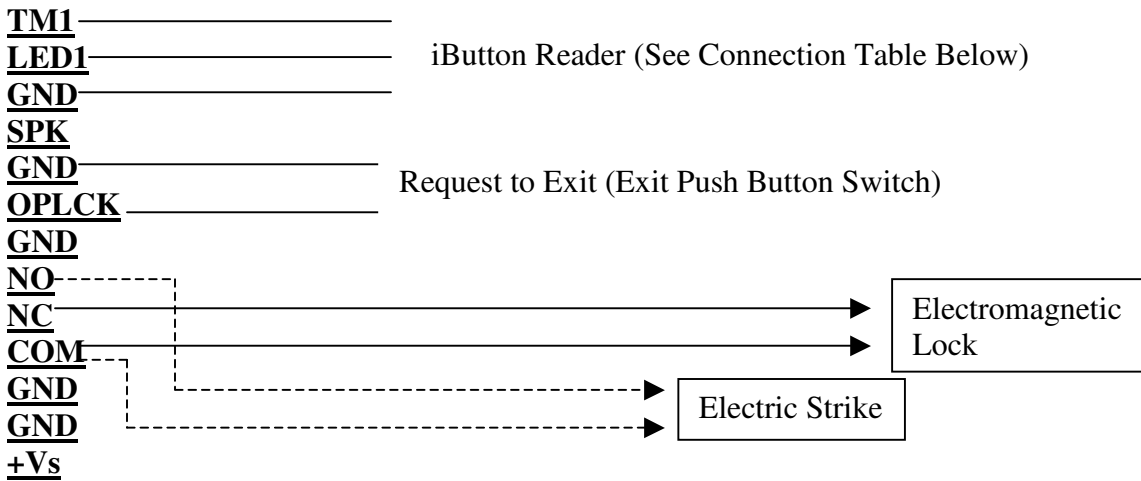 TM1
LED1
iButton Reader (See Connection Table Below)
GND
SPK
GND
Request to Exit (Exit Push Button Switch)
OPLCK
GND
NO
NC
Electromagnetic
Lock
COM
GND
Electric Strike
GND
+Vs